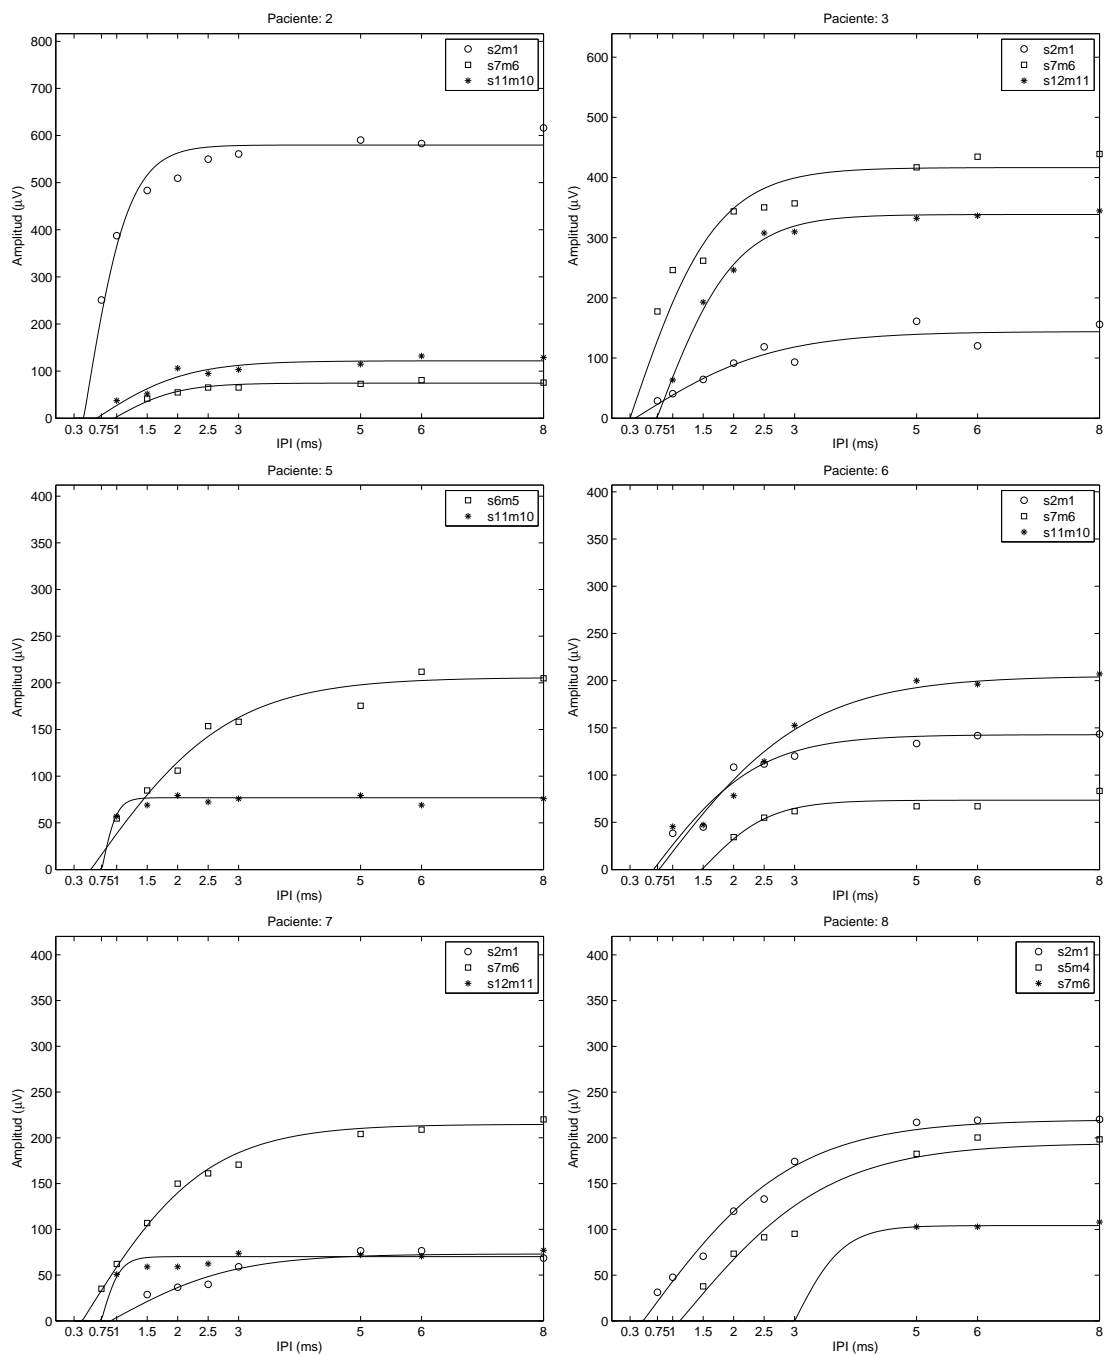 Paciente: 2
800
700
600
500
400
300
200
100
0
Amplitud (μV)
0.3 0.75 1 1.5 2 2.5 3 5 6 8
IPI (ms)
s2m1
s7m6
s11m10
Paciente: 3
600
500
400
300
200
100
0
Amplitud (μV)
0.3 0.75 1 1.5 2 2.5 3 5 6 8
IPI (ms)
s2m1
s7m6
s12m11
Paciente: 5
400
350
300
250
200
150
100
50
0
Amplitud (μV)
0.3 0.75 1 1.5 2 2.5 3 5 6 8
IPI (ms)
s6m5
s11m10
Paciente: 6
400
350
300
250
200
150
100
50
0
Amplitud (μV)
0.3 0.75 1 1.5 2 2.5 3 5 6 8
IPI (ms)
s2m1
s7m6
s11m10
Paciente: 7
400
350
300
250
200
150
100
50
0
Amplitud (μV)
0.3 0.75 1 1.5 2 2.5 3 5 6 8
IPI (ms)
s2m1
s7m6
s12m11
Paciente: 8
400
350
300
250
200
150
100
50
0
Amplitud (μV)
0.3 0.75 1 1.5 2 2.5 3 5 6 8
IPI (ms)
s2m1
s5m4
s7m6